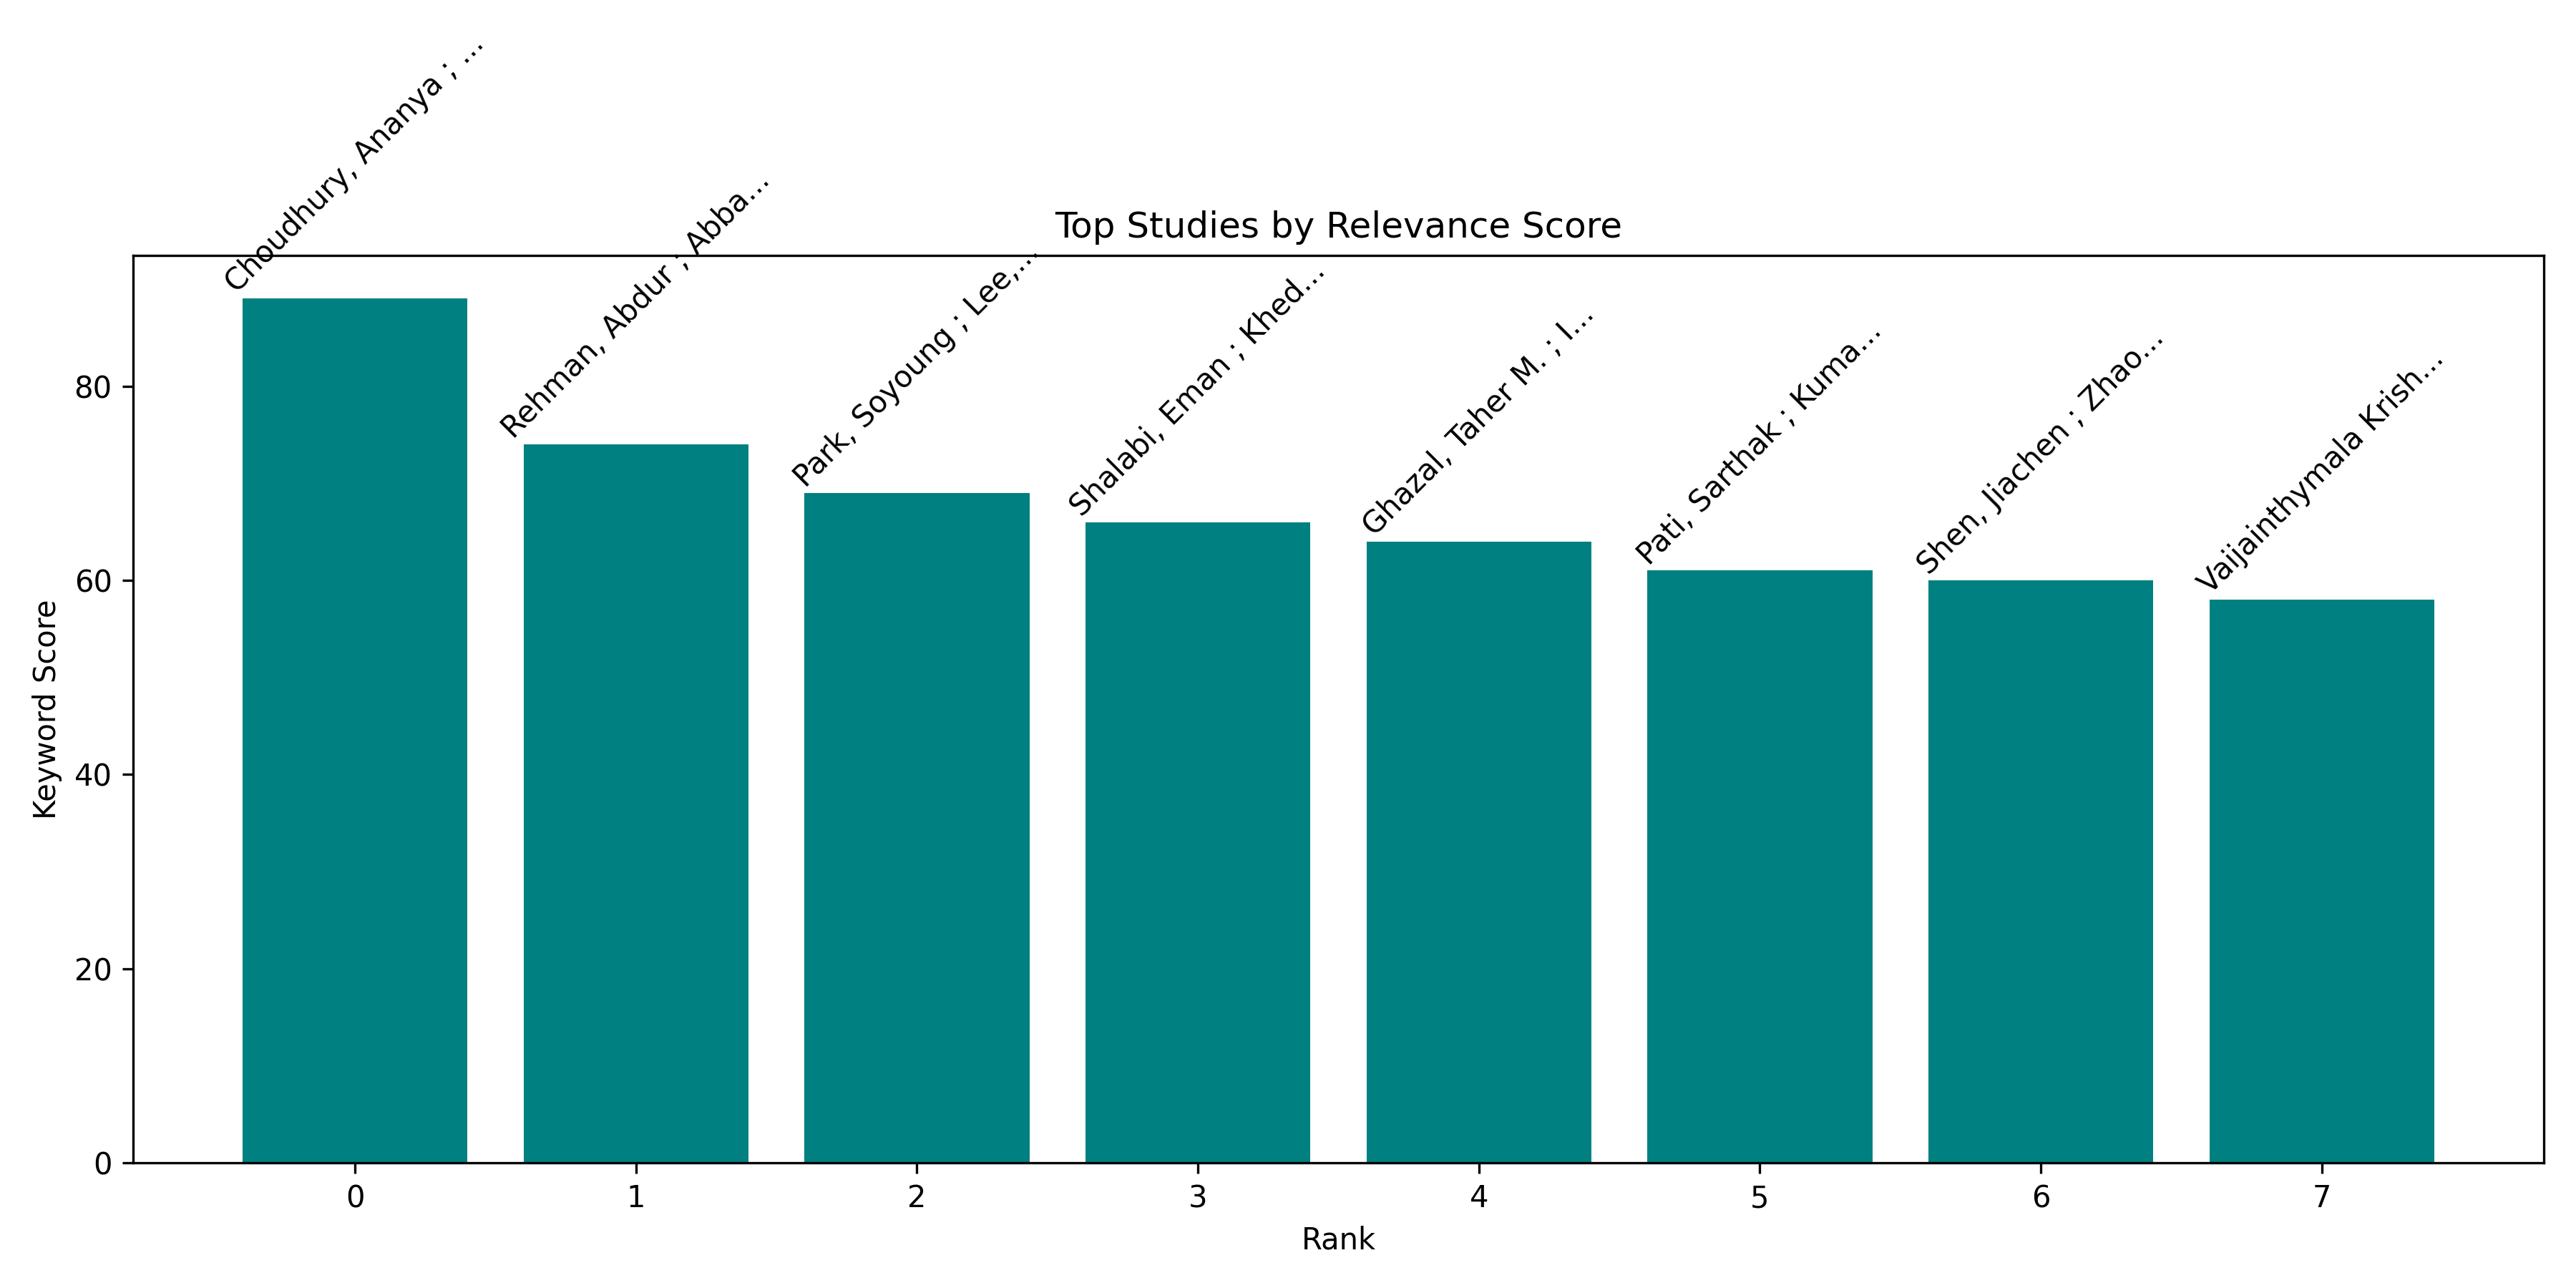 Choudhury, Ananya ; ...
Rehman, Abdur ; Abba...
Top Studies by Relevance Score
Park, Soyoung ; Lee,...
Shalabi, Eman ; Khed...
Ghazal, Taher M. ; I...
Pati, Sarthak ; Kuma...
Shen, Jiachen ; Zhao...
Vaijainthymala Krish...
Keyword Score
80
60
40
20
0
0 1 2 3 4 5 6 7
Rank